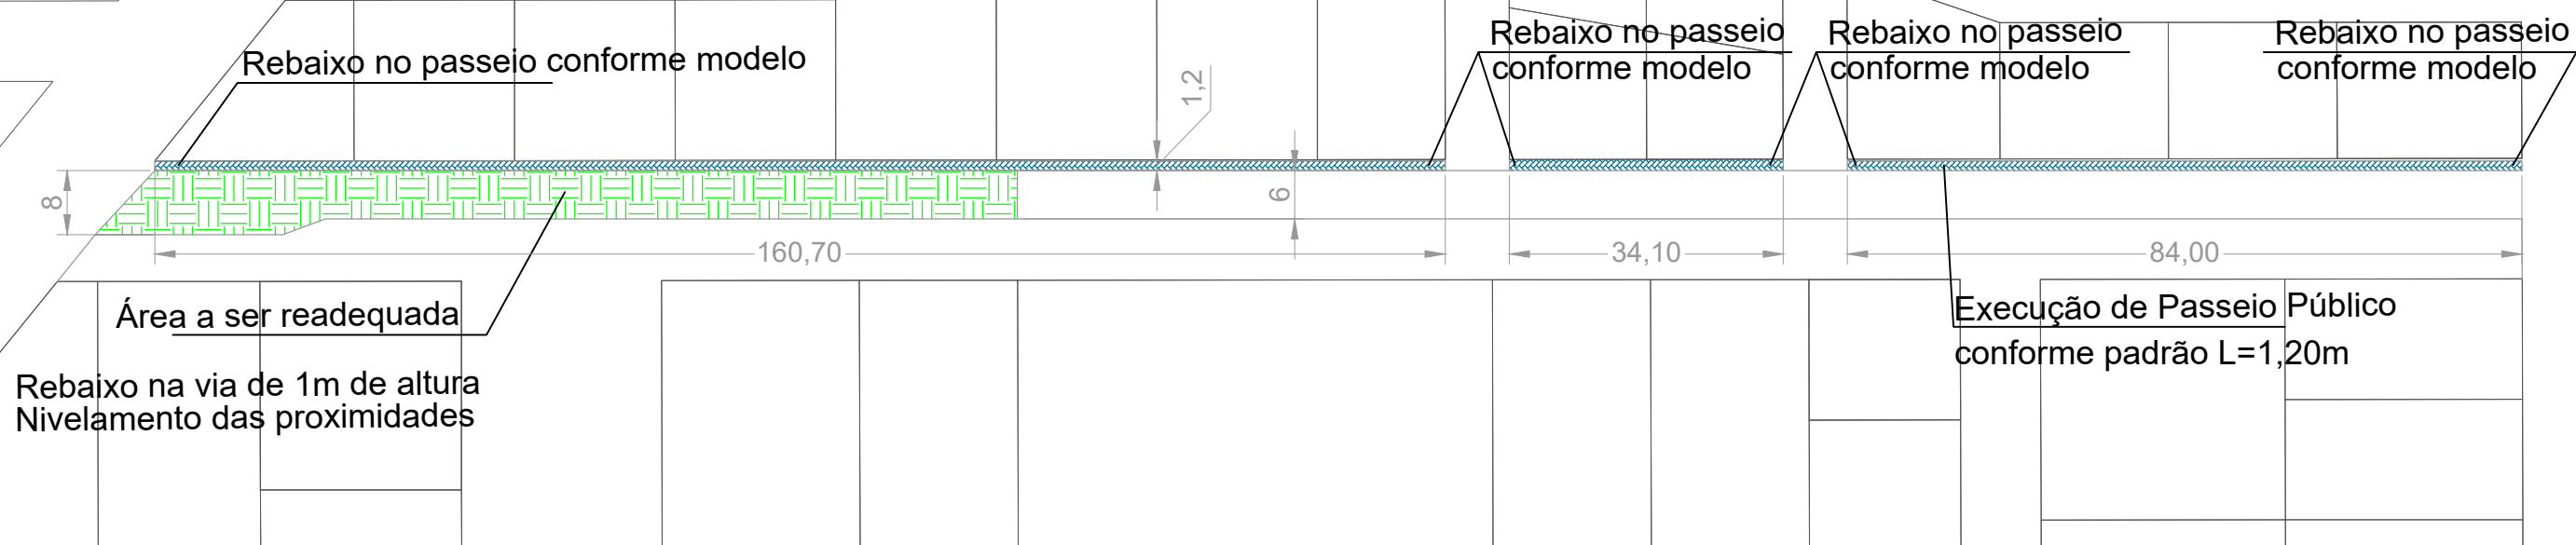 Rebaixo no passeio conforme modelo
Rebaixo no passeio
conforme modelo
Rebaixo no passeio
conforme modelo
Rebaixo no passeio
conforme modelo
1,2
8
6
160,70
34,10
84,00
Área a ser readequada
Execução de Passeio Público
conforme padrão L=1,20m
Rebaixo na via de 1m de altura
Nivelamento das proximidades